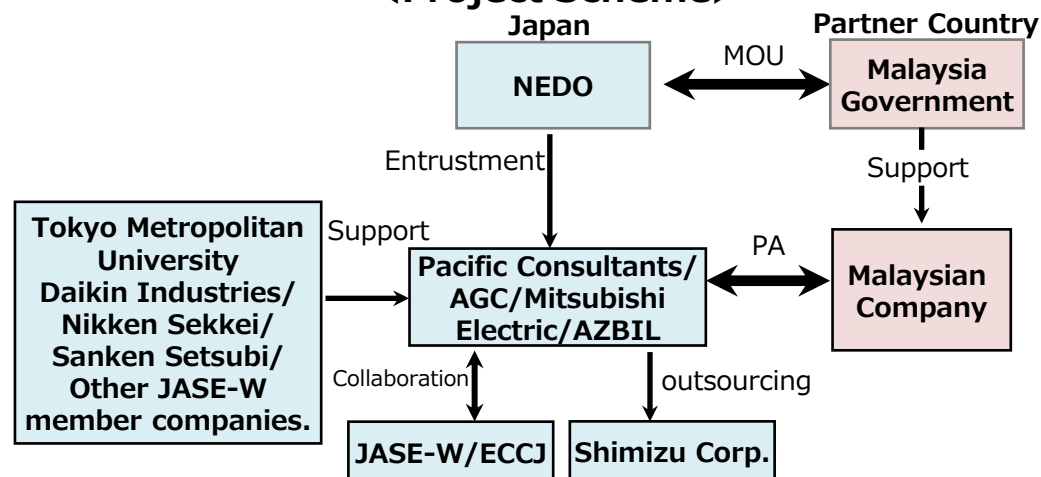 <Project Scheme>
Japan
Partner Country
NEDO
MOU
Malaysia
Government
Entrustment
Support
Tokyo Metropolitan
University
Daikin Industries/
Nikken Sekkei/
Sanken Setsubi/
Other JASE-W
member companies.
Support
Pacific Consultants/
AGC/Mitsubishi
Electric/AZBIL
PA
Malaysian
Company
Collaboration
outsourcing
JASE-W/ECCJ
Shimizu Corp.